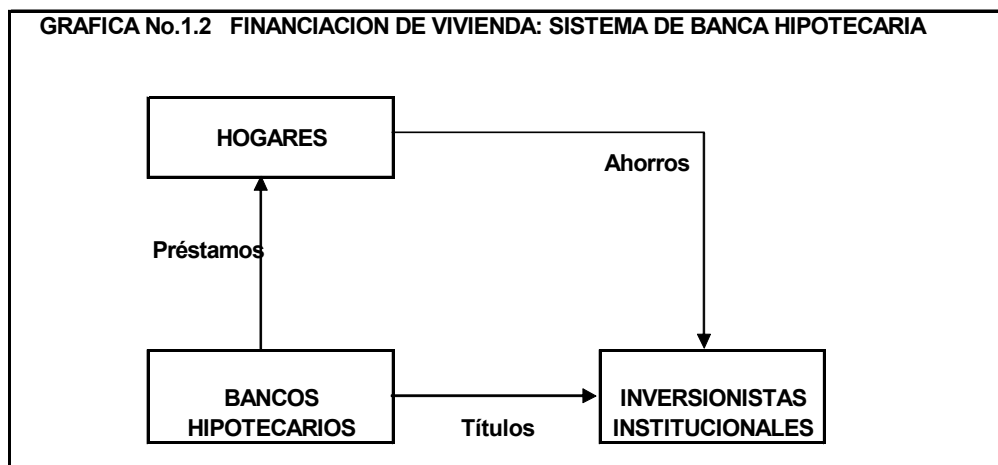 GRAFICA No.1.2 FINANCIACION DE VIVIENDA: SISTEMA DE BANCA HIPOTECARIA
HOGARES
Ahorros
Préstamos
BANCOS
HIPOTECARIOS
Títulos
INVERSIONISTAS
INSTITUCIONALES